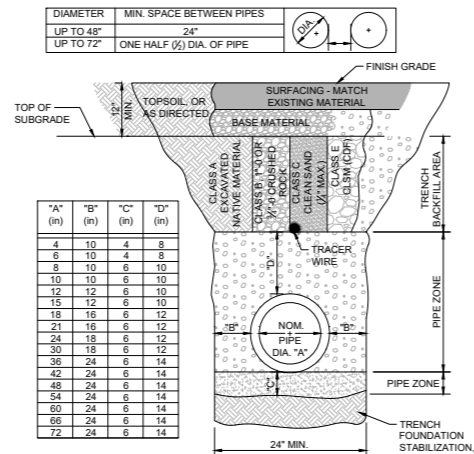 DIAMETER MIN. SPACE BETWEEN PIPES
UP TO 48" 24"
UP TO 72" ONE HALF (½) DIA. OF PIPE
DIA.
FINISH GRADE
TOP OF
SUBGRADE
12"
MIN.
TOPSOIL, OR
AS DIRECTED
SURFACING - MATCH
EXISTING MATERIAL
BASE MATERIAL
CLASS A
EXCAVATED
NATIVE MATERIAL
CLASS B - 1"-0 OR
¾"-0 CRUSHED
ROCK
CLASS C
CLEAN SAND
MAX.)
CLASS E
CLSM (CDF)
TRENCH
BACKFILL AREA
TRACER
WIRE
"A" "B" "C" "D"
(in) (in) (in) (in)
4 10 4 8
6 10 4 8
8 10 6 10
10 10 6 10
12 12 6 10
15 12 6 10
18 16 6 12
21 16 6 12
24 18 6 12
30 18 6 12
36 24 6 14
42 24 6 14
48 24 6 14
54 24 6 14
60 24 6 14
66 24 6 14
72 24 6 14
"D"
"B" NOM. "B"
PIPE
DIA. "A"
PIPE ZONE
"C"
PIPE ZONE
24" MIN.
TRENCH
FOUNDATION
STABILIZATION,